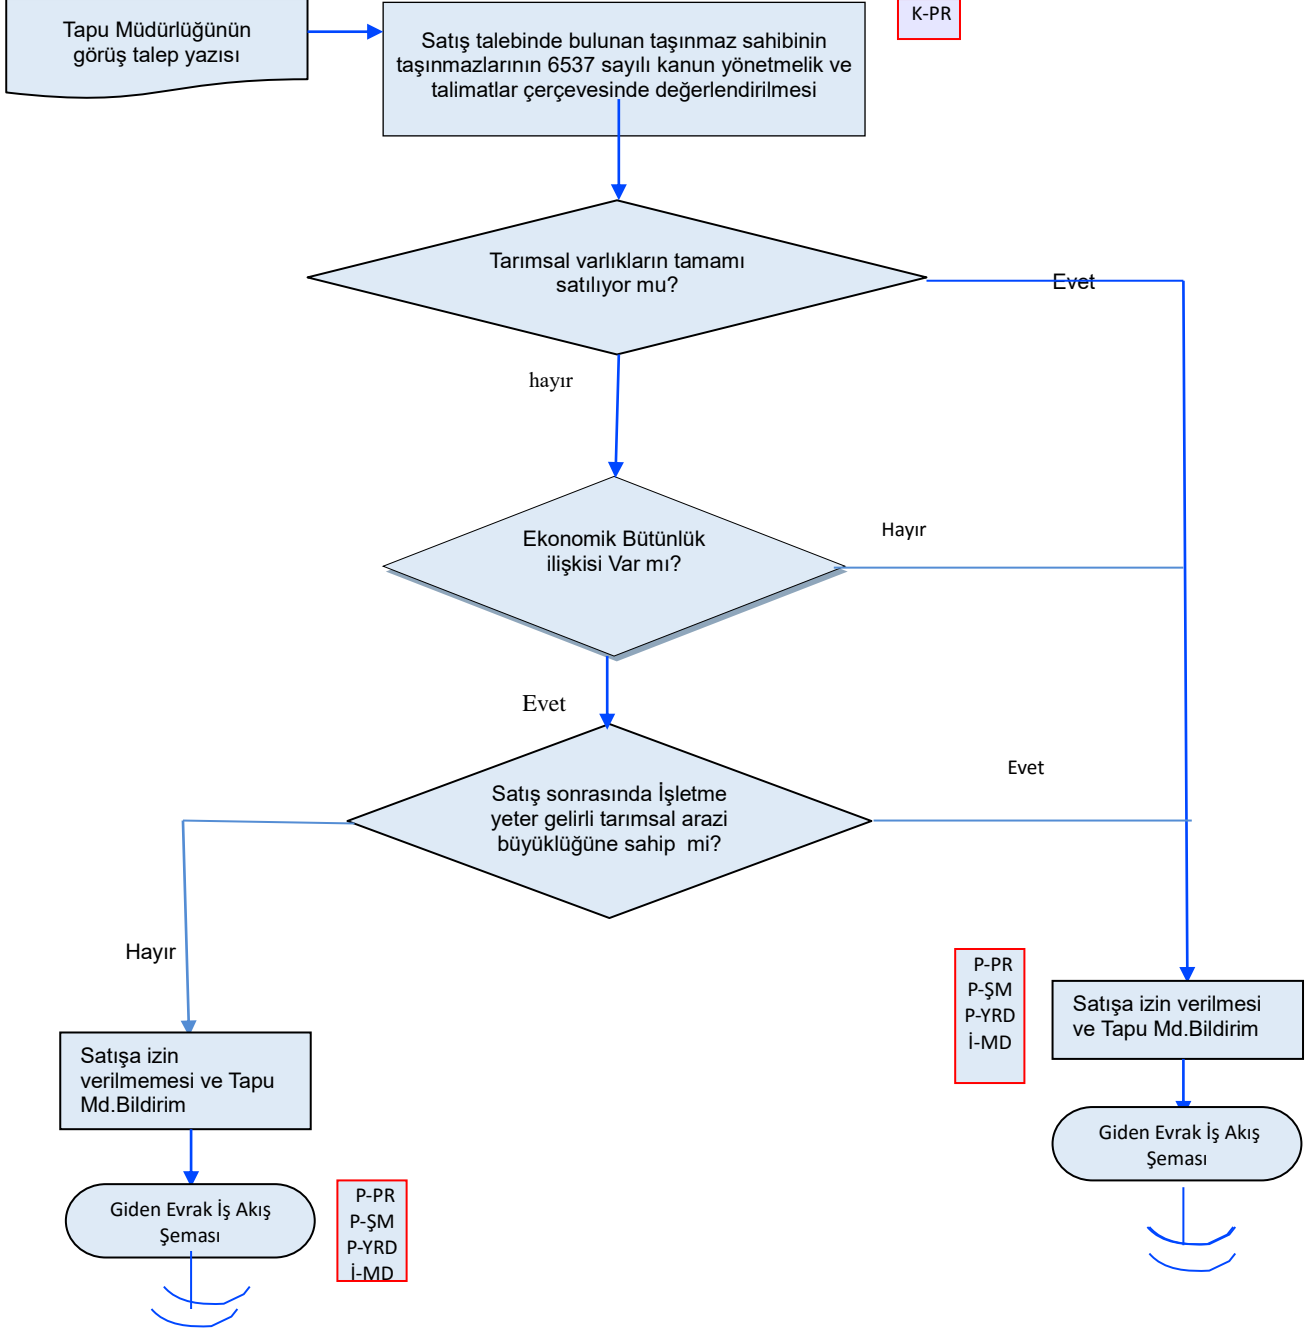 K-PR
Tapu Müdürlüğünün
görüş talep yazısı
Satış talebinde bulunan taşınmaz sahibinin
taşınmazlarının 6537 sayılı kanun yönetmelik ve
talimatlar çerçevesinde değerlendirilmesi
Tarımsal varlıkların tamamı
satılıyor mu?
Evet
hayır
Ekonomik Bütünlük
ilişkisi Var mı?
Hayır
Evet
Satış sonrasında İşletme
yeter gelirli tarımsal arazi
büyüklüğüne sahip  mi?
Evet
Hayır
P-PR
P-ŞM
P-YRD
İ-MD
Satışa izin verilmesi
ve Tapu Md.Bildirim
Satışa izin
verilmemesi ve Tapu
Md.Bildirim
Giden Evrak İş Akış
Şeması
Giden Evrak İş Akış
Şeması
P-PR
P-ŞM
P-YRD
İ-MD